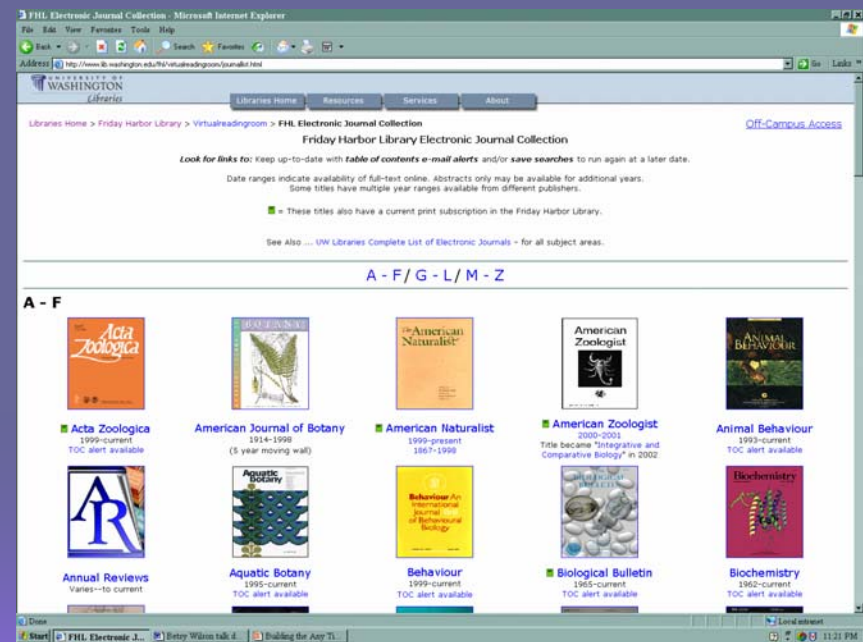 FHL Electronic Journal Collection - Microsoft Internet Explorer
File Edit View Favorites Tools Help
Back Search Favorites
Address http://www.lib.washington.edu/fhl/virtualreadingroom/journallist.html Go Links
UNIVERSITY OF
WASHINGTON
Libraries
Libraries Home Resources Services About
Libraries Home > Friday Harbor Library > Virtualreadingroom > FHL Electronic Journal Collection
Off-Campus Access
Friday Harbor Library Electronic Journal Collection
Look for links to: Keep up-to-date with table of contents e-mail alerts and/or save searches to run again at a later date.
Date ranges indicate availability of full-text online. Abstracts only may be available for additional years.
Some titles have multiple year ranges available from different publishers.
= These titles also have a current print subscription in the Friday Harbor Library.
See Also ... UW Libraries Complete List of Electronic Journals - for all subject areas.
A - F / G - L / M - Z
A - F
Acta Zoologica
BOTANY
The American Naturalist
American Zoologist
ANIMAL BEHAVIOUR
Acta Zoologica
1999-current
TOC alert available
American Journal of Botany
1914-1998
(5 year moving wall)
American Naturalist
1999-present
1867-1998
American Zoologist
2000-2001
Title became "Integrative and
Comparative Biology" in 2002
Animal Behaviour
1993-current
TOC alert available
AR
Aquatic Botany
Behaviour An International Journal of Behavioural Biology
BIOLOGICAL BULLETIN
Biochemistry
Annual Reviews
Varies--to current
Aquatic Botany
1995-current
TOC alert available
Behaviour
1999-current
TOC alert available
Biological Bulletin
1965-current
TOC alert available
Biochemistry
1962-current
TOC alert available
Done Local intranet
Start FHL Electronic J... Betsy Wilson talk d... Building the Any Ti... 11:21 PM